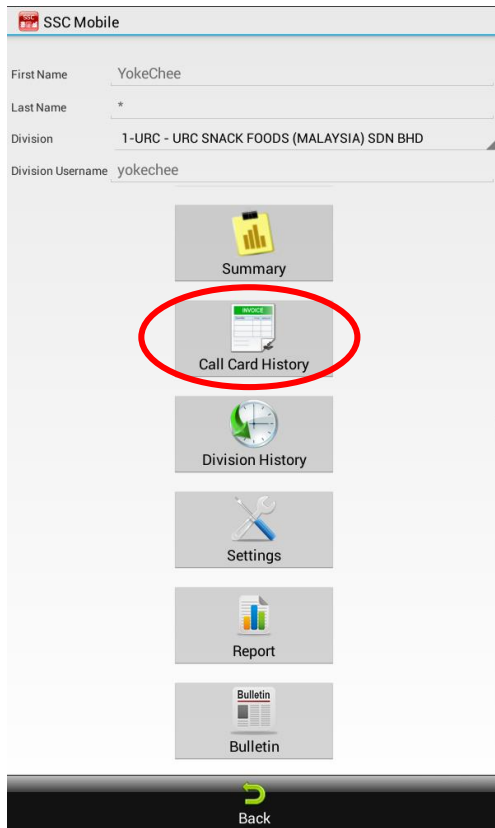 SSC Mobile
First Name YokeChee
Last Name *
Division 1-URC - URC SNACK FOODS (MALAYSIA) SDN BHD
Division Username yokechee
Summary
INVOICE
Call Card History
Division History
Settings
Report
Bulletin
Bulletin
Back